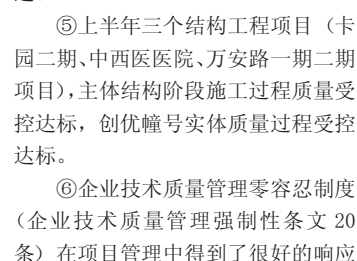 ⑤上半年三个结构工程项目（卡
园二期、中西医医院、万安路一期二期
项目），主体结构阶段施工过程质量受
控达标，创优幢号实体质量过程受控
达标。
⑥企业技术质量管理零容忍制度
（企业技术质量管理强制性条文 20
条）在项目管理中得到了很好的响应